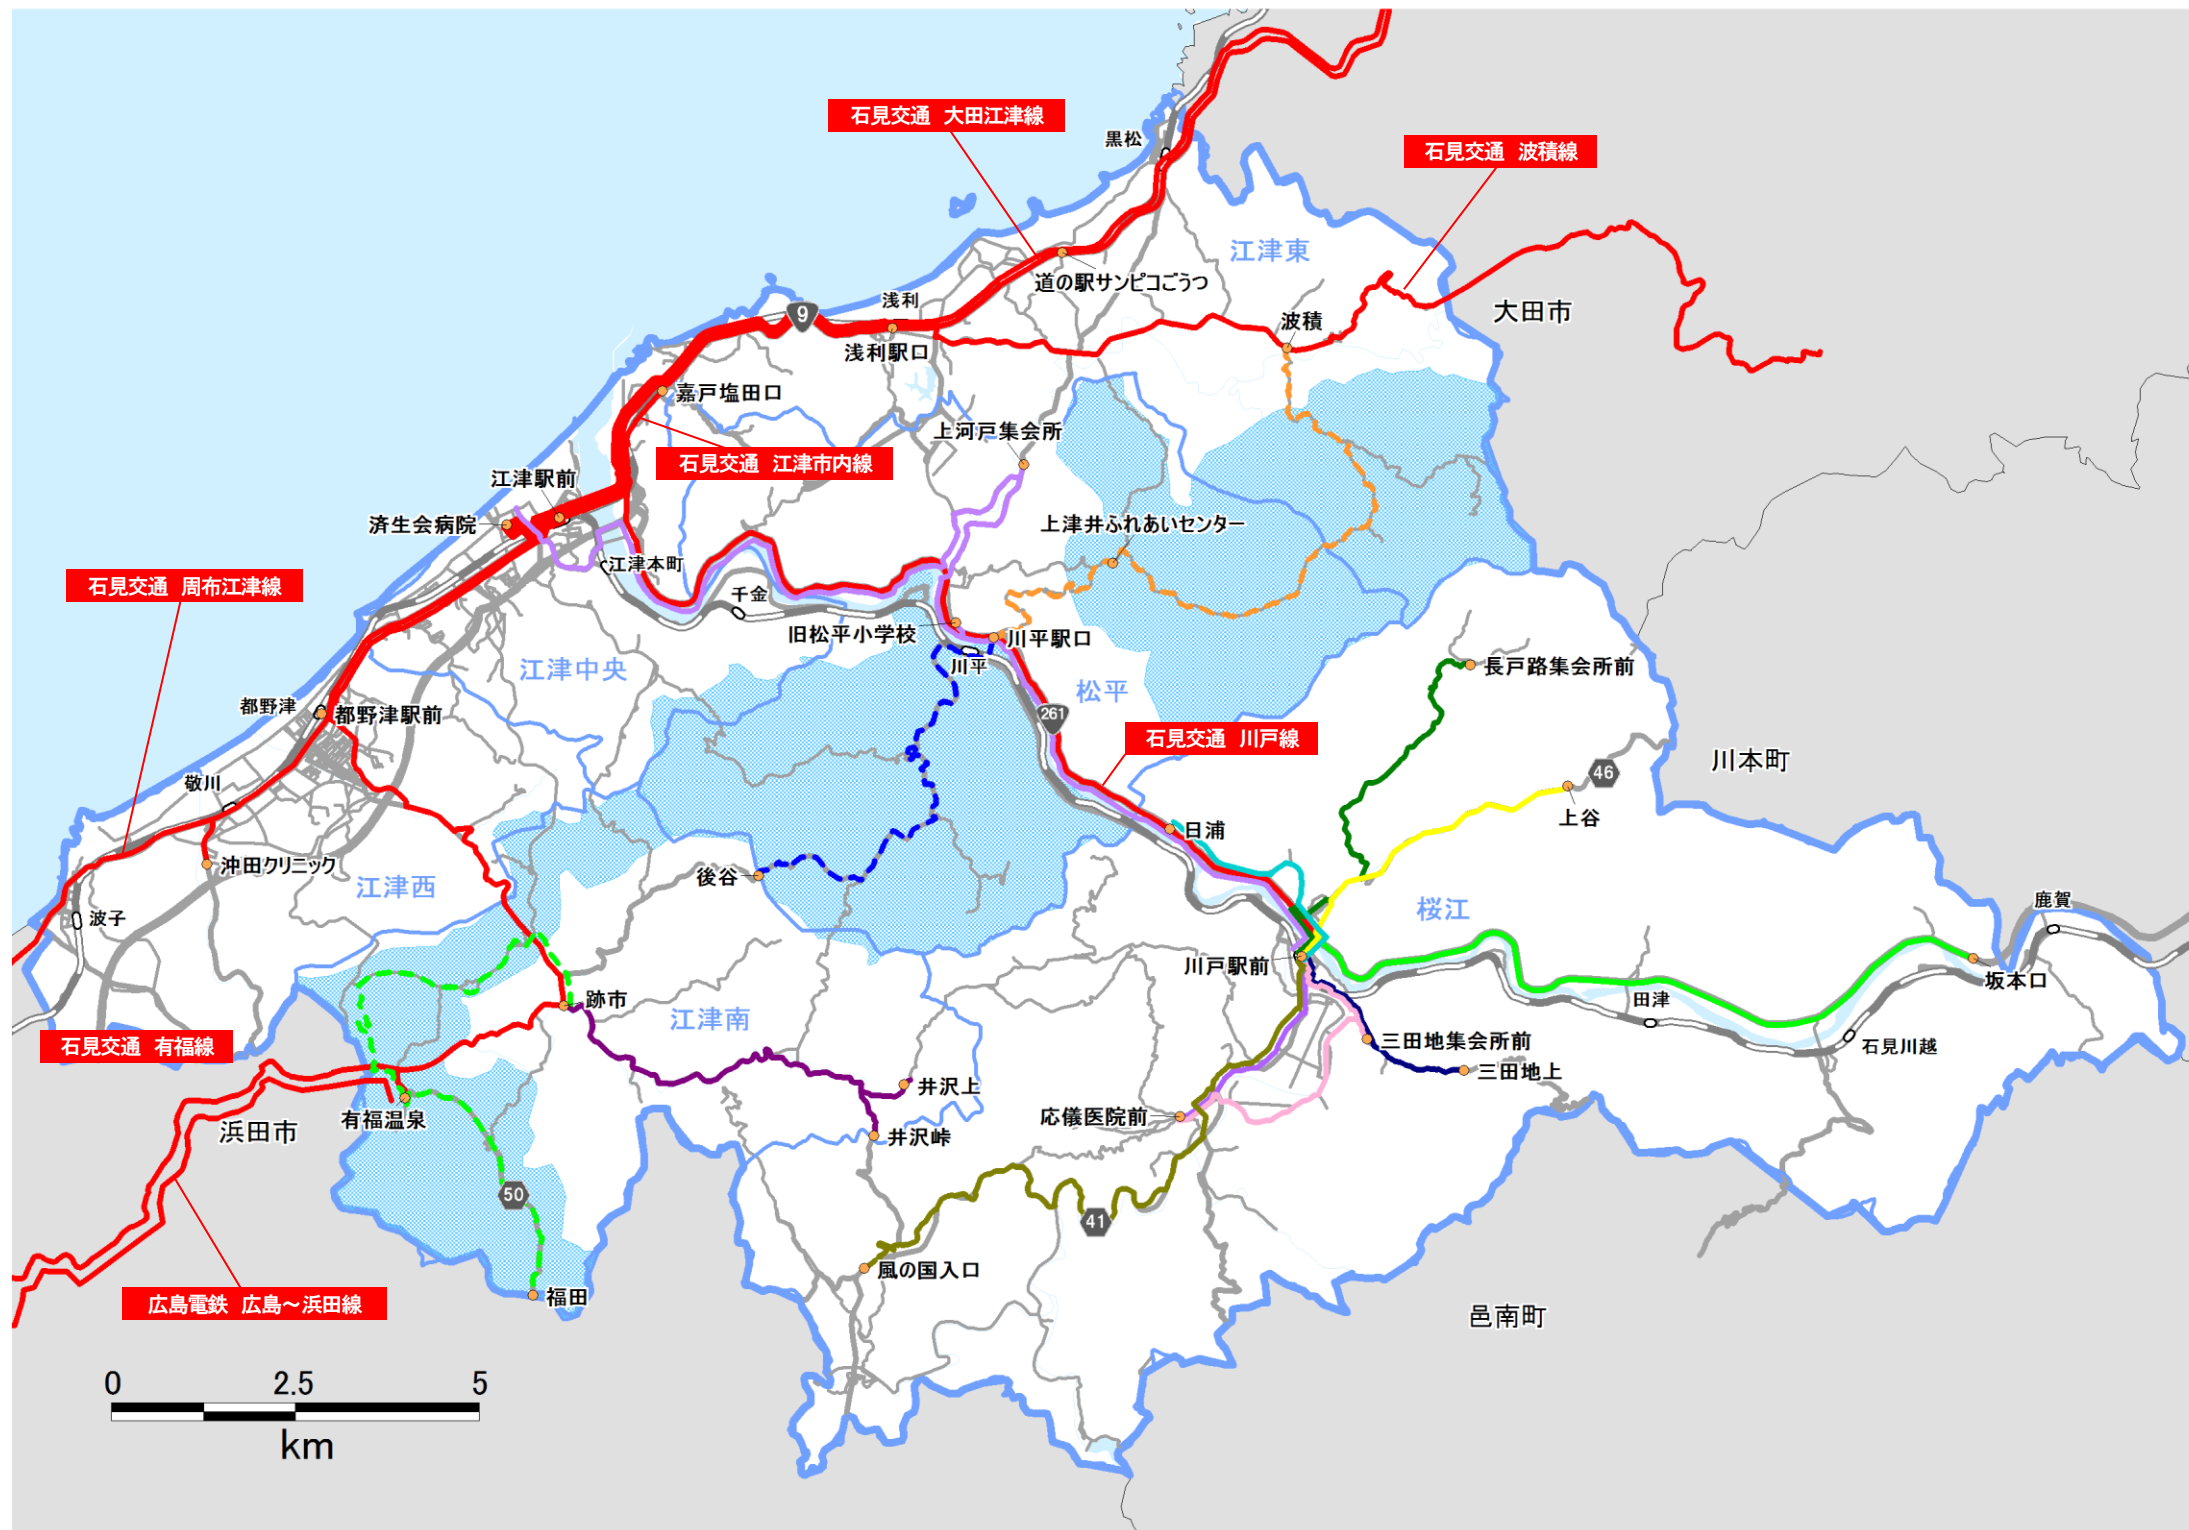 石見交通 大田江津線
黒松
石見交通 波積線
江津東
道の駅サンピコごうつ
大田市
浅利
9
波積
浅利駅口
嘉戸塩田口
上河戸集会所
石見交通 江津市内線
江津駅前
済生会病院
上津井ふれあいセンター
江津本町
石見交通 周布江津線
千金
旧松平小学校
川平駅口
川平
江津中央
長戸路集会所前
松平
都野津
都野津駅前
261
石見交通 川戸線
川本町
46
敬川
上谷
日浦
沖田クリニック
江津西
後谷
桜江
鹿賀
波子
川戸駅前
坂本口
跡市
田津
江津南
石見交通 有福線
三田地集会所前
石見川越
三田地上
井沢上
有福温泉
応儀医院前
浜田市
井沢峠
50
41
風の国入口
福田
広島電鉄 広島~浜田線
邑南町
0 2.5 5
km